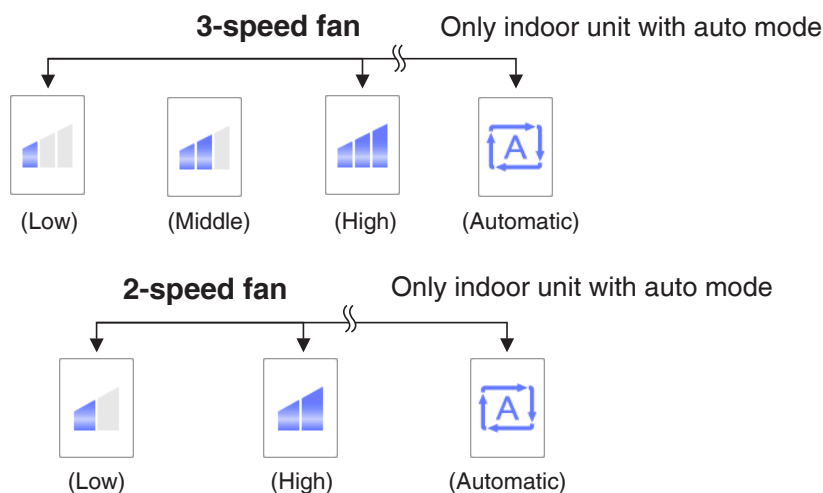 3-speed fan Only indoor unit with auto mode
A
(Low) (Middle) (High) (Automatic)
2-speed fan Only indoor unit with auto mode
A
(Low) (High) (Automatic)